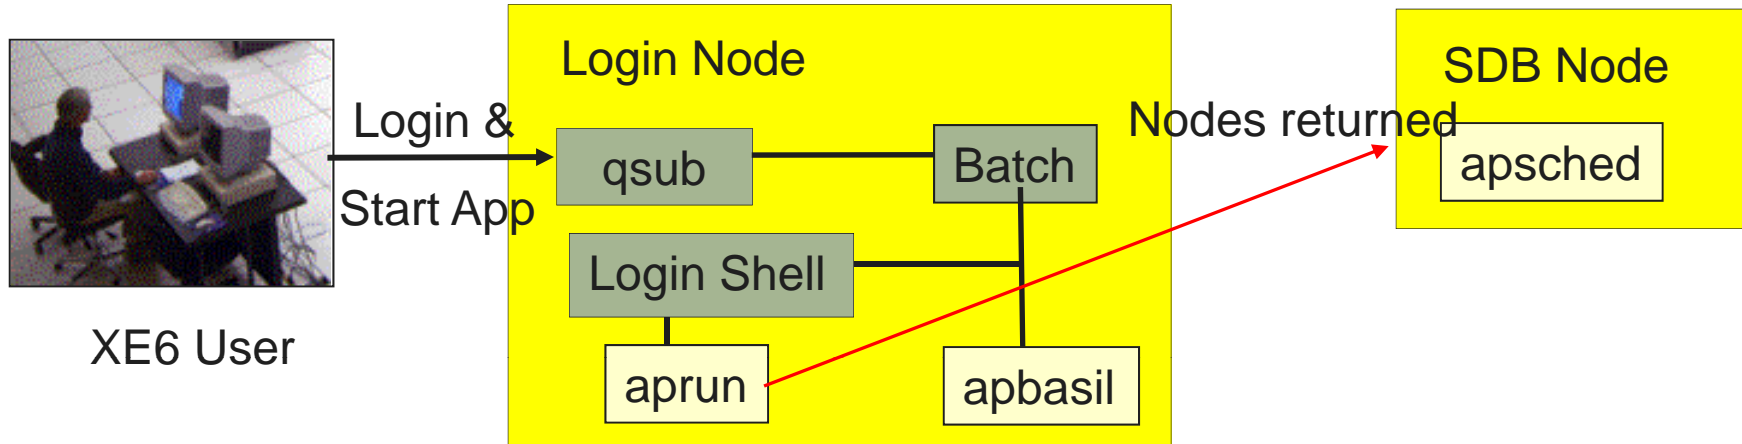 Login Node
SDB Node
Login &
Nodes returned
qsub
Batch
apsched
Start App
Login Shell
XE6 User
aprun
apbasil